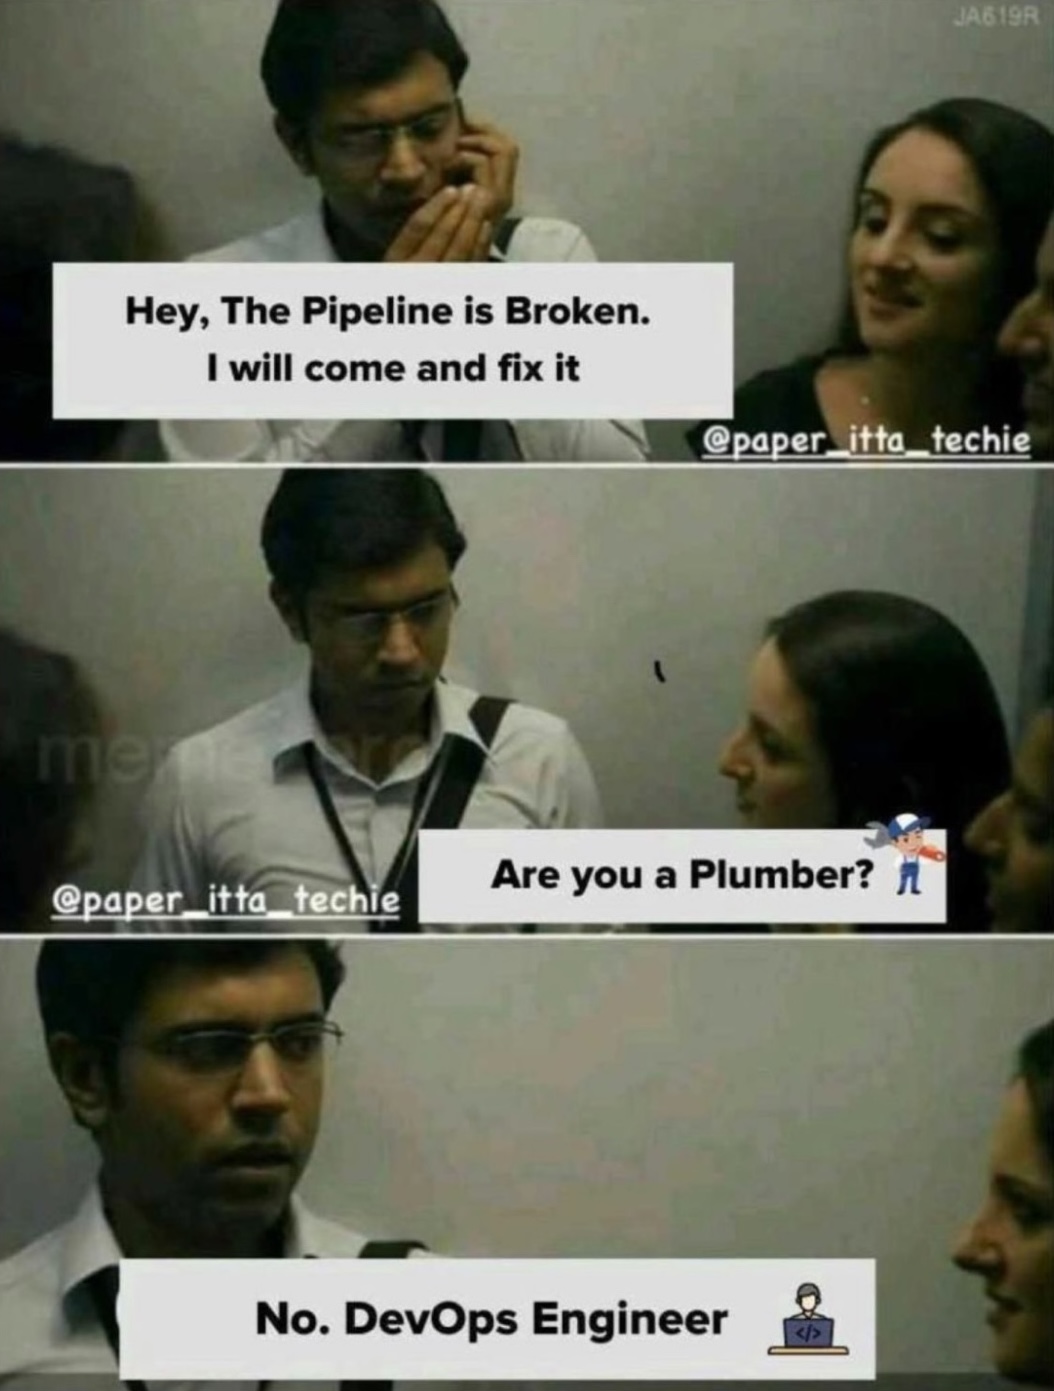 JA619R
Hey, The Pipeline is Broken.
I will come and fix it
@paper_itta_techie
@paper_itta_techie
Are you a Plumber?
No. DevOps Engineer
</>